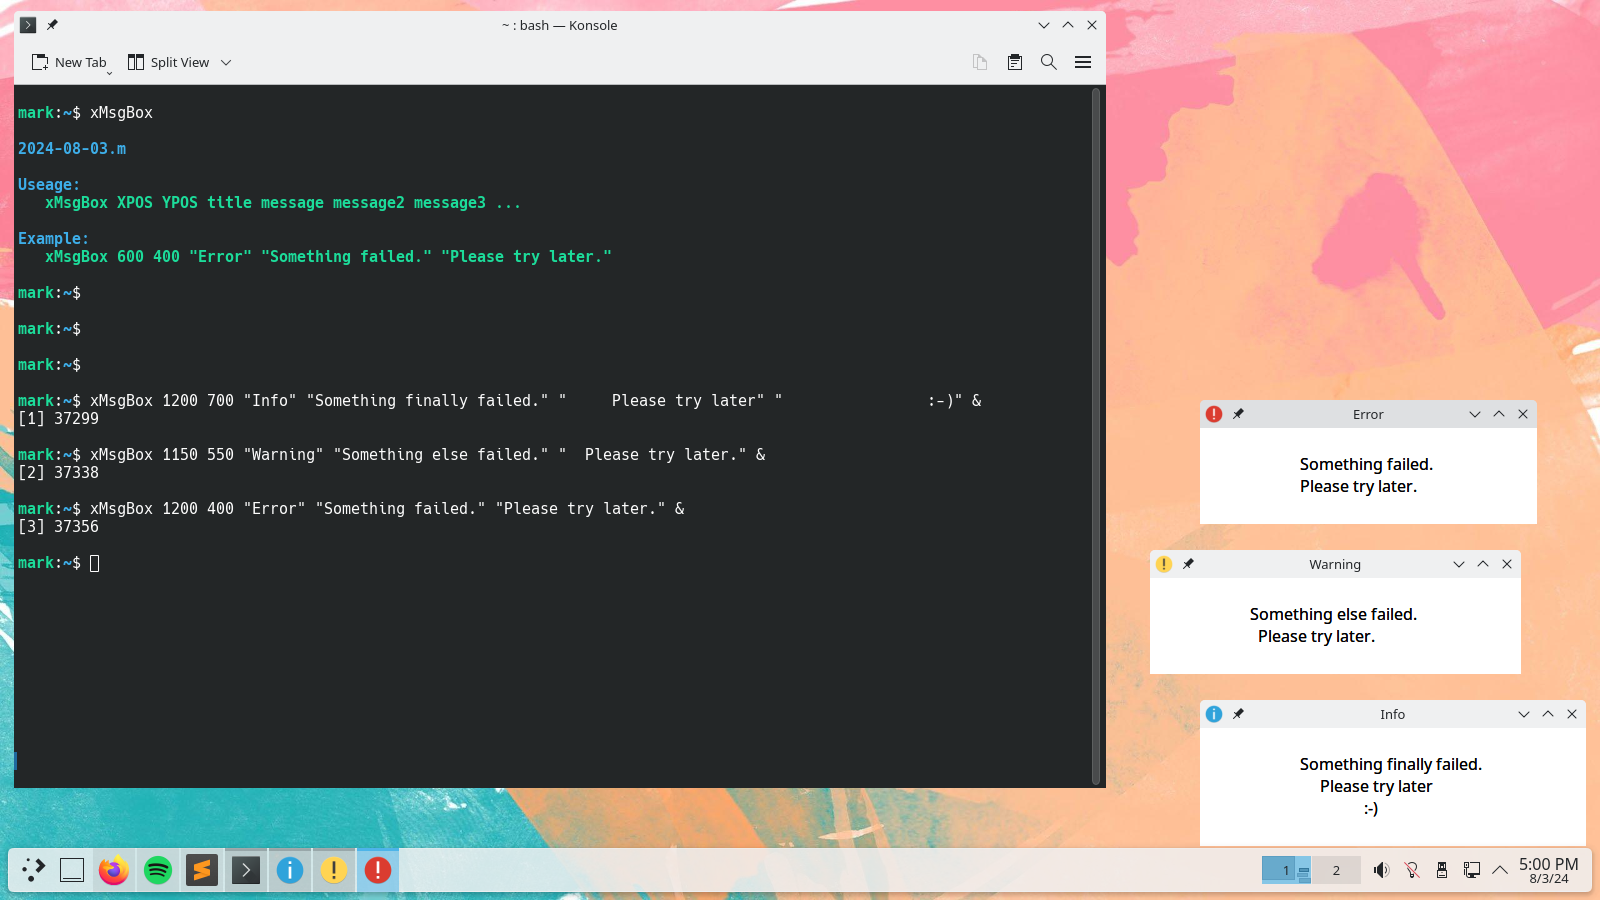 ~ : bash — Konsole
New Tab
Split View
mark:~$ xMsgBox
2024-08-03.m
Useage:
xMsgBox XPOS YPOS title message message2 message3 ...
Example:
xMsgBox 600 400 "Error" "Something failed." "Please try later."
mark:~$
mark:~$
mark:~$
mark:~$ xMsgBox 1200 700 "Info" "Something finally failed." "     Please try later" "                :-)" &
[1] 37299
mark:~$ xMsgBox 1150 550 "Warning" "Something else failed." "  Please try later." &
[2] 37338
mark:~$ xMsgBox 1200 400 "Error" "Something failed." "Please try later." &
[3] 37356
mark:~$
Error
Something failed.
Please try later.
Warning
Something else failed.
Please try later.
Info
Something finally failed.
Please try later
:-)
1
2
5:00 PM
8/3/24